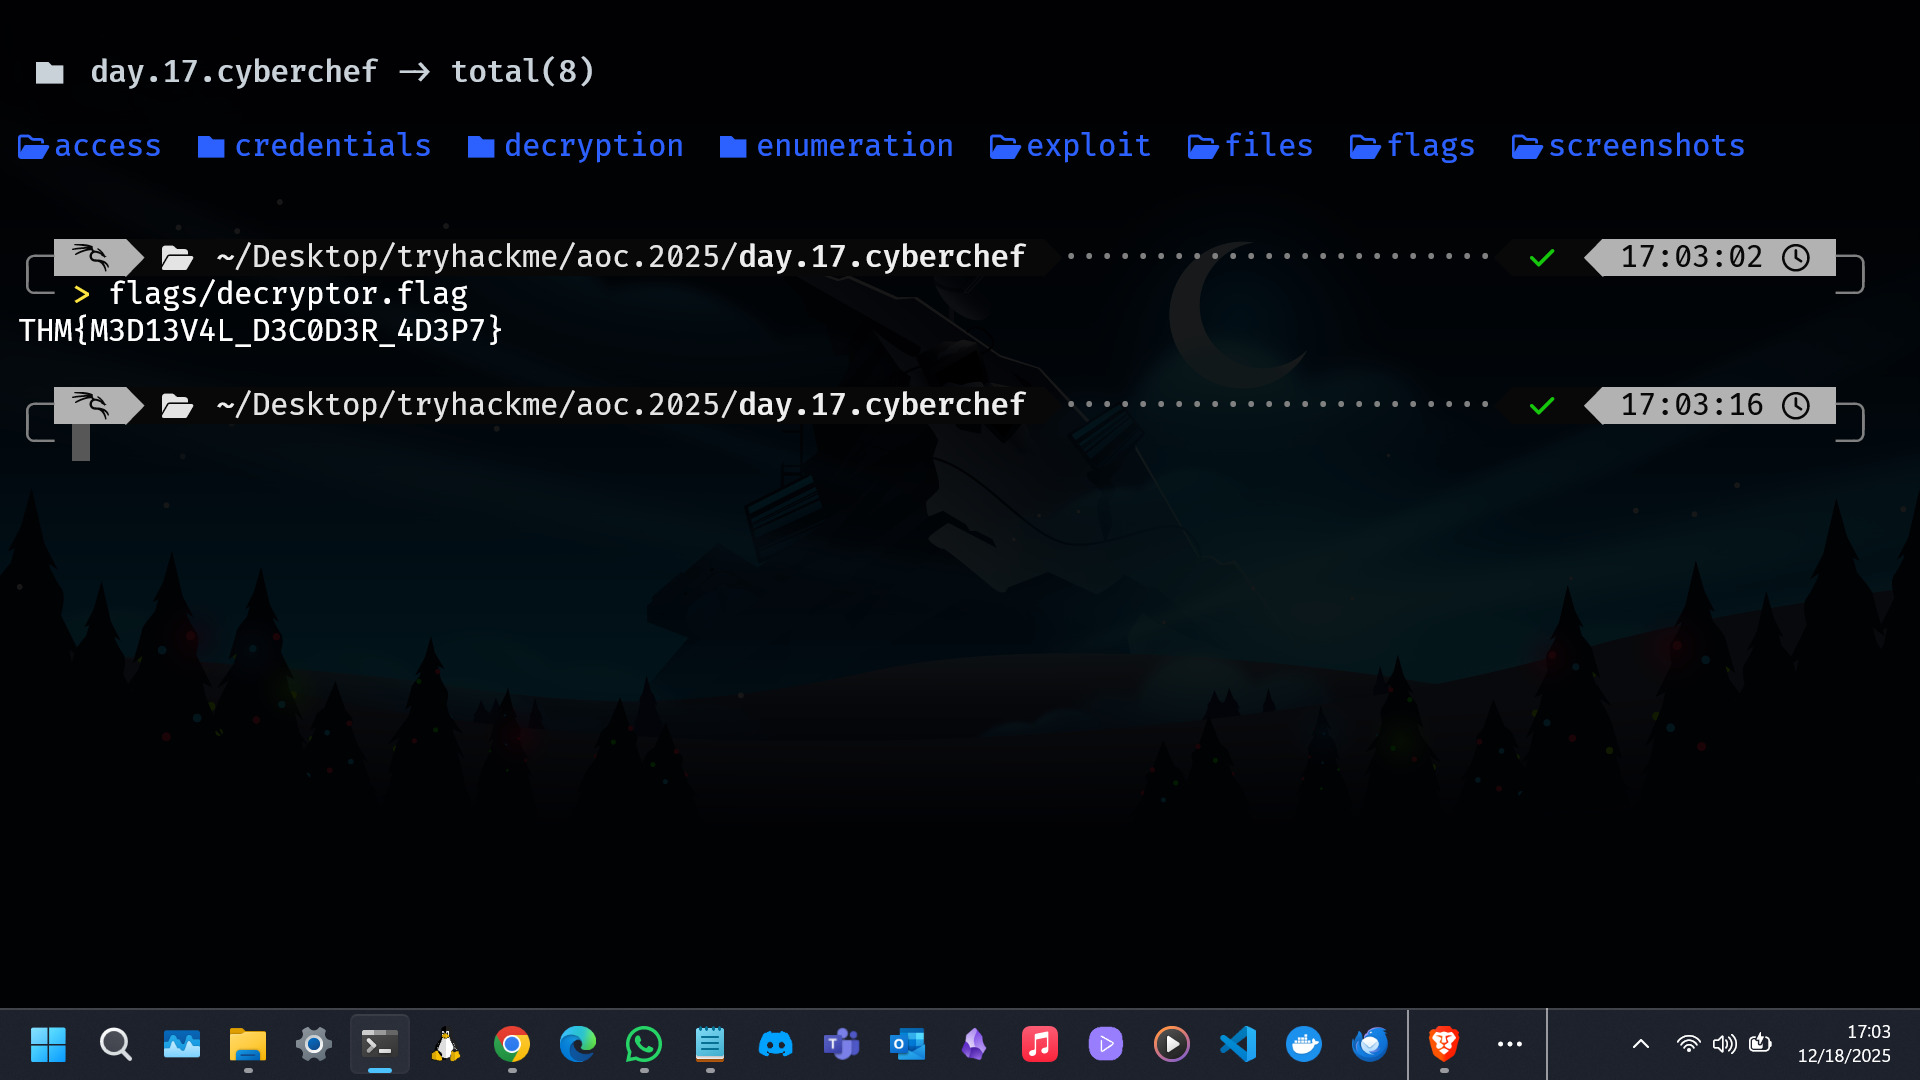 day.17.cyberchef → total(8)
access credentials decryption enumeration exploit files flags screenshots
~/Desktop/tryhackme/aoc.2025/day.17.cyberchef 17:03:02
> flags/decryptor.flag
THM{M3D13V4L_D3C0D3R_4D3P7}
~/Desktop/tryhackme/aoc.2025/day.17.cyberchef 17:03:16
17:03
12/18/2025